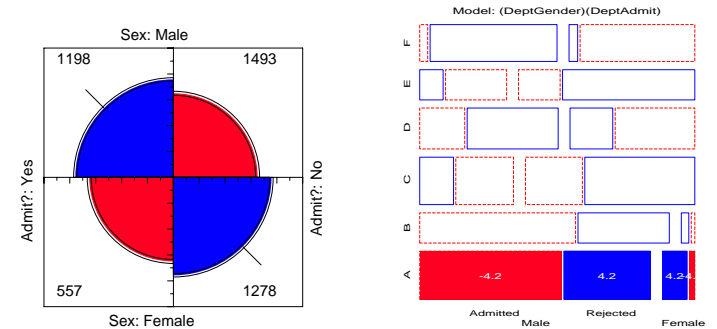 Sex: Male
1198
1493
Admit?: Yes
Admit?: No
557
1278
Sex: Female
Model: (DeptGender)(DeptAdmit)
F
E
D
C
B
A
-4.2
4.2
4.2
-4.
Admitted
Rejected
Male
Female